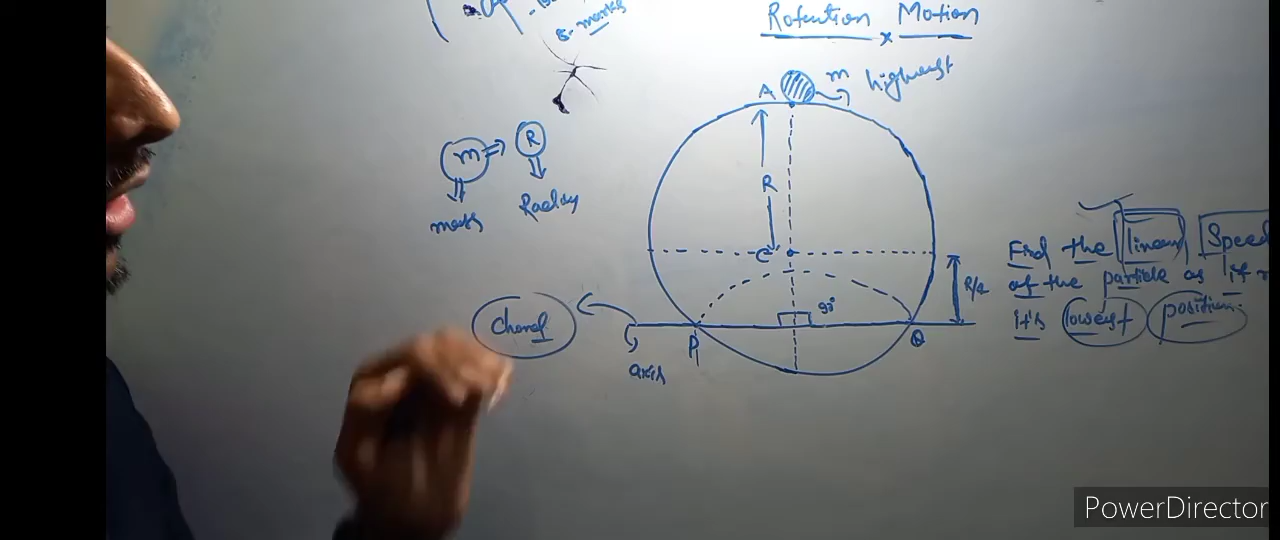 Rotation Motion
m highest
A
m R
R
mass Radius
C
R/2
Find the linear Speed
of the particle as it
it's lowest position
90°
chord
P Q
axis
PowerDirector